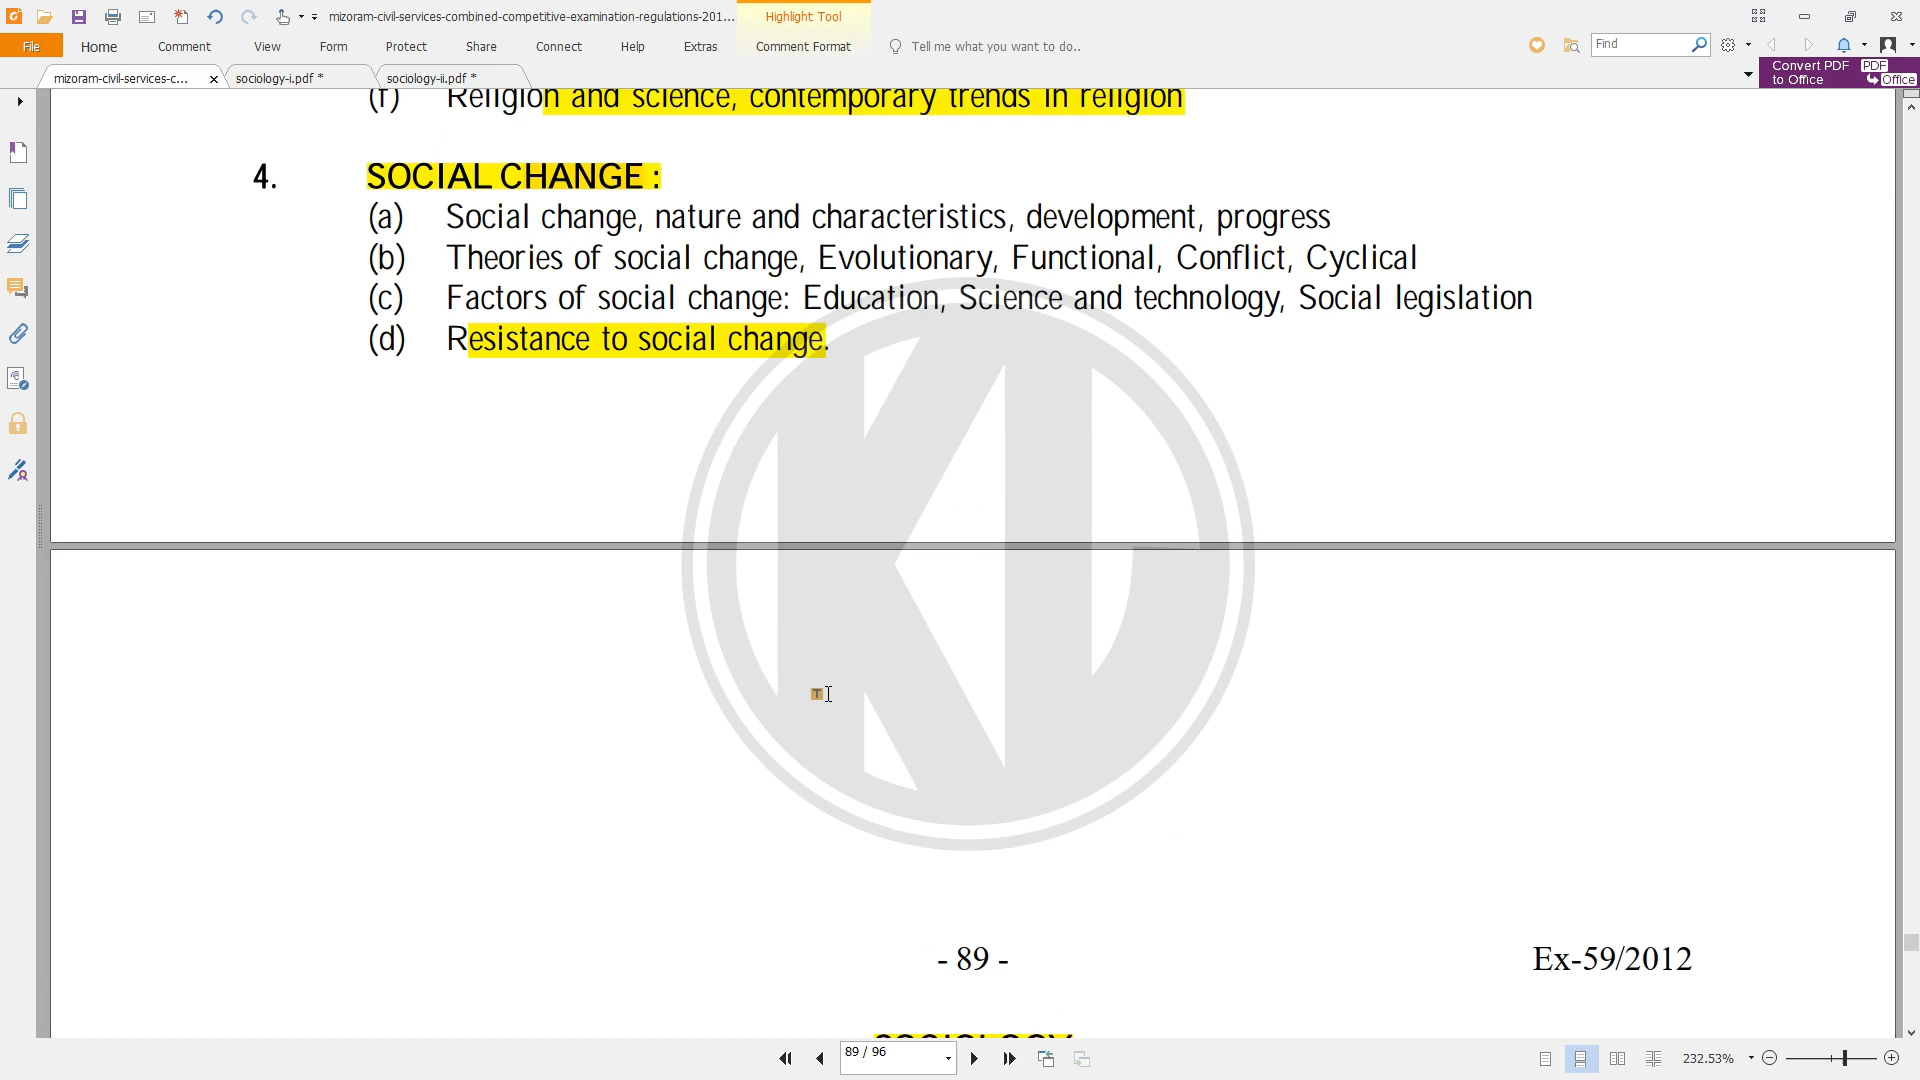 mizoram-civil-services-combined-competitive-examination-regulations-201...
Highlight Tool
File
Home
Comment
View
Form
Protect
Share
Connect
Help
Extras
Comment Format
Tell me what you want to do..
Find
mizoram-civil-services-c...
sociology-i.pdf *
sociology-ii.pdf *
Convert PDF
to Office
PDF
Office
(f) Religion and science, contemporary trends in religion
4. SOCIAL CHANGE :
(a) Social change, nature and characteristics, development, progress
(b) Theories of social change, Evolutionary, Functional, Conflict, Cyclical
(c) Factors of social change: Education, Science and technology, Social legislation
(d) Resistance to social change.
- 89 -
Ex-59/2012
SOCIOLOGY
89 / 96
232.53%